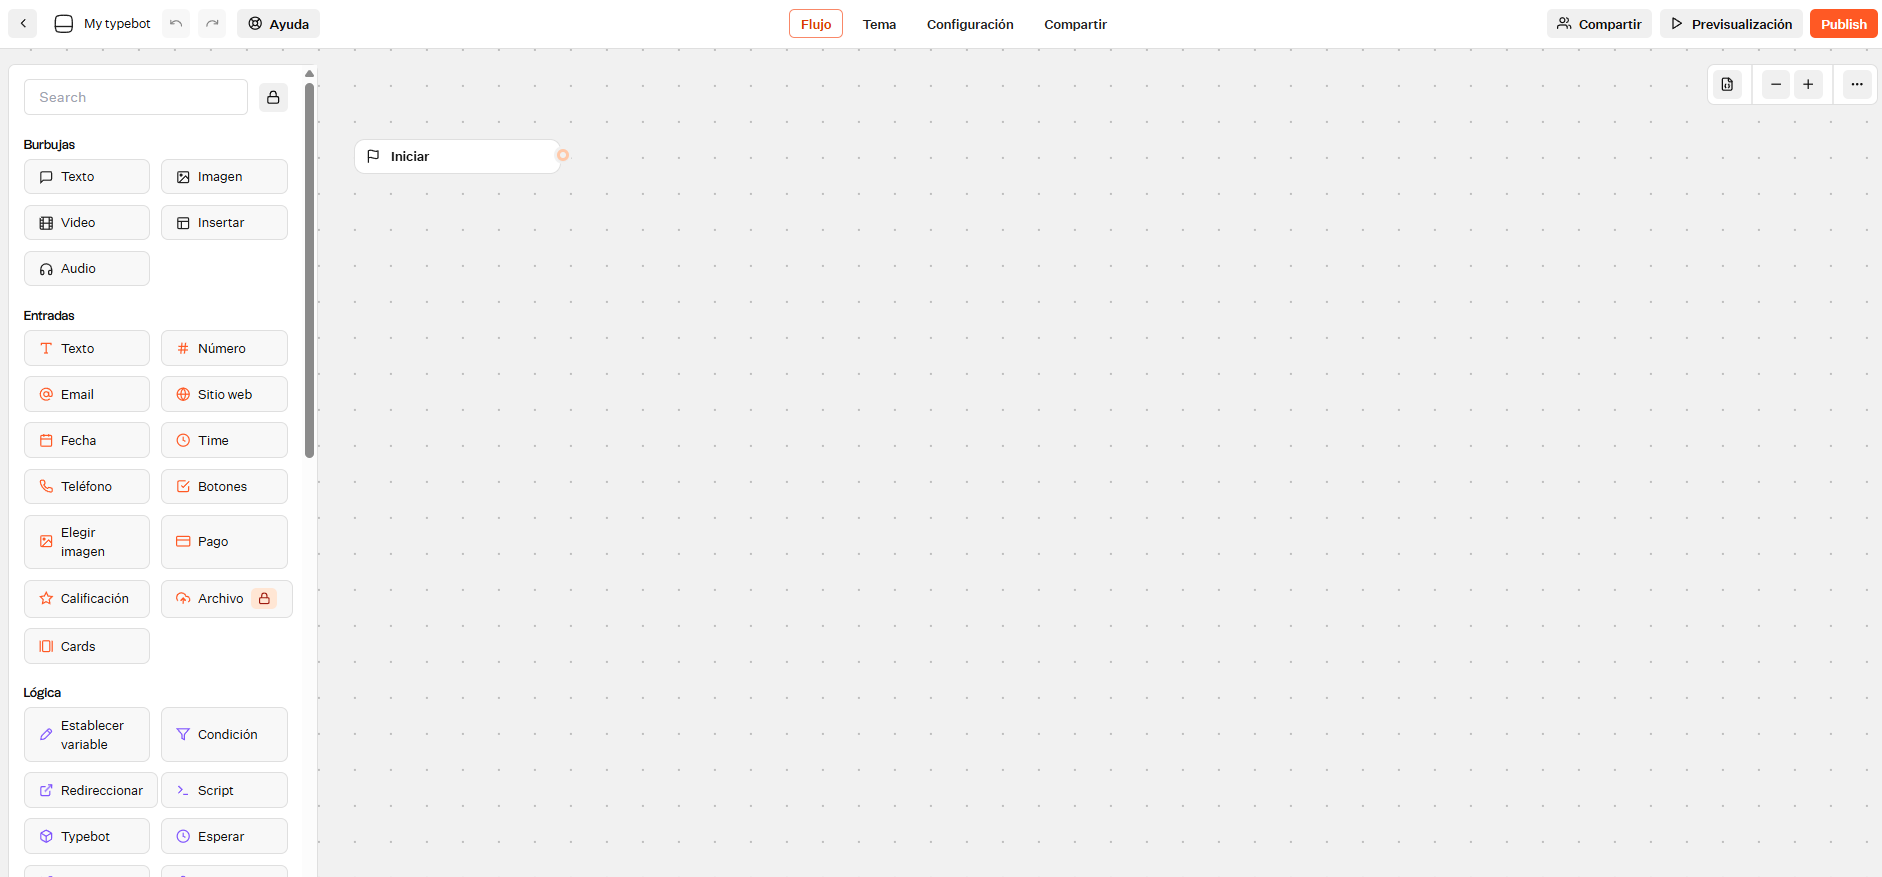 My typebot
Ayuda
Flujo
Tema
Configuración
Compartir
Compartir
Previsualización
Publish
Search
Burbujas
Texto
Imagen
Video
Insertar
Audio
Entradas
Texto
Número
Email
Sitio web
Fecha
Time
Teléfono
Botones
Elegir
imagen
Pago
Calificación
Archivo
Cards
Lógica
Establecer
variable
Condición
Redireccionar
Script
Typebot
Esperar
Iniciar